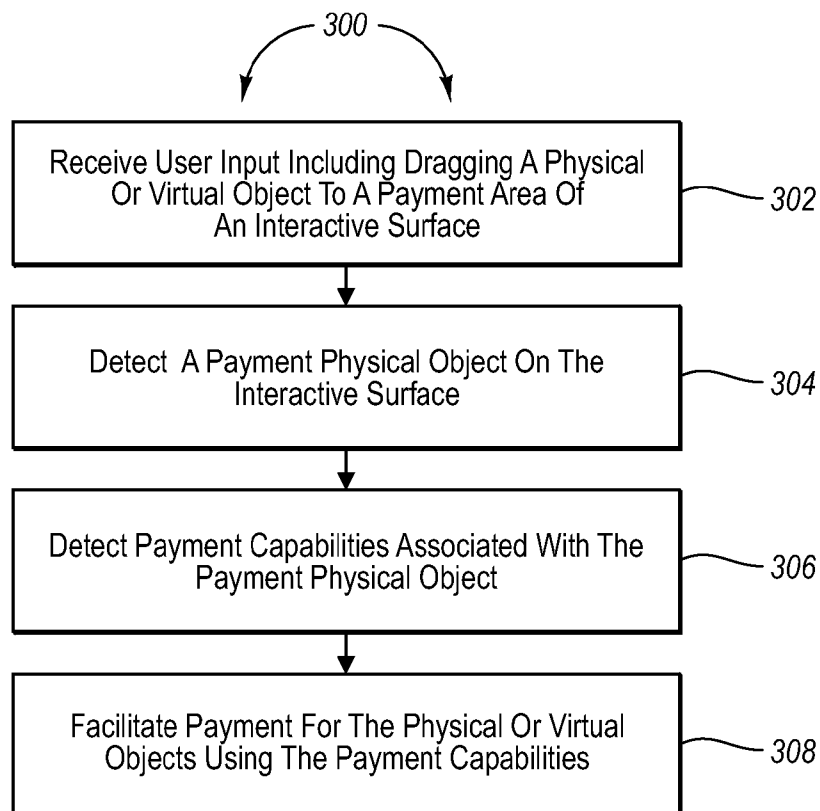 300
Receive User Input Including Dragging A Physical
Or Virtual Object To A Payment Area Of
An Interactive Surface
302
Detect A Payment Physical Object On The
Interactive Surface
304
Detect Payment Capabilities Associated With The
Payment Physical Object
306
Facilitate Payment For The Physical Or Virtual
Objects Using The Payment Capabilities
308